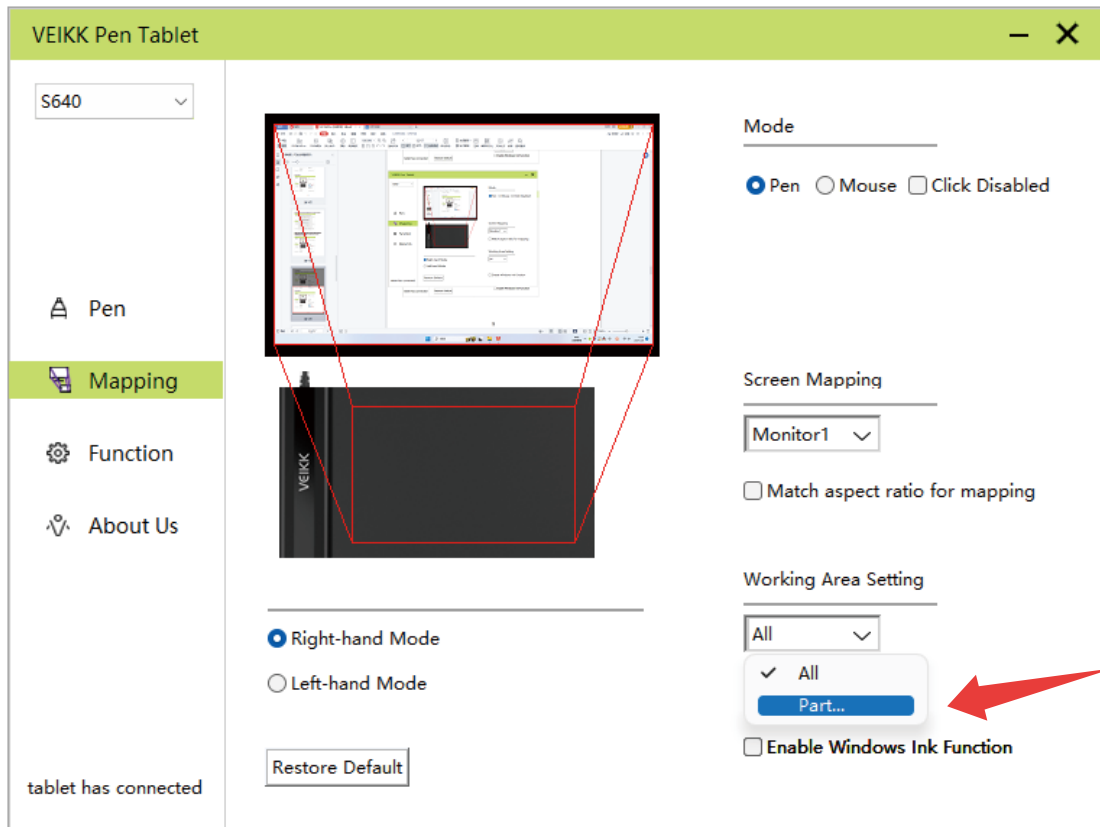 VEIKK Pen Tablet
S640
Pen
Mapping
Function
About Us
tablet has connected
VEIKK
Right-hand Mode
Left-hand Mode
Restore Default
Mode
Pen
Mouse
Click Disabled
Screen Mapping
Monitor1
Match aspect ratio for mapping
Working Area Setting
All
All
Part...
Enable Windows Ink Function